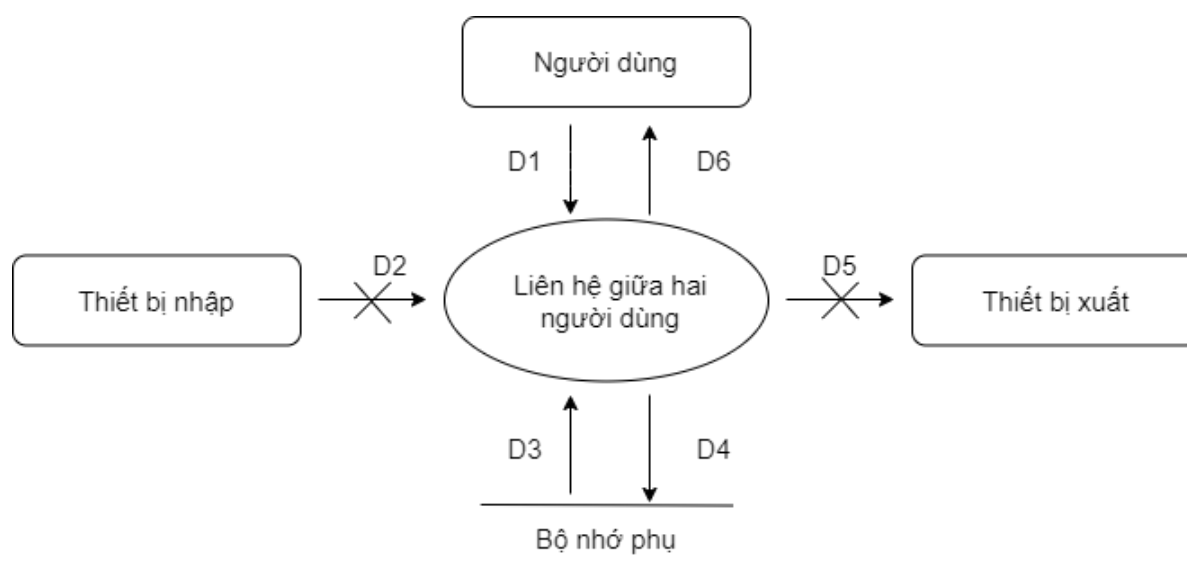 Người dùng
D1
D6
Thiết bị nhập
D2
Liên hệ giữa hai
người dùng
D5
Thiết bị xuất
D3
D4
Bộ nhớ phụ